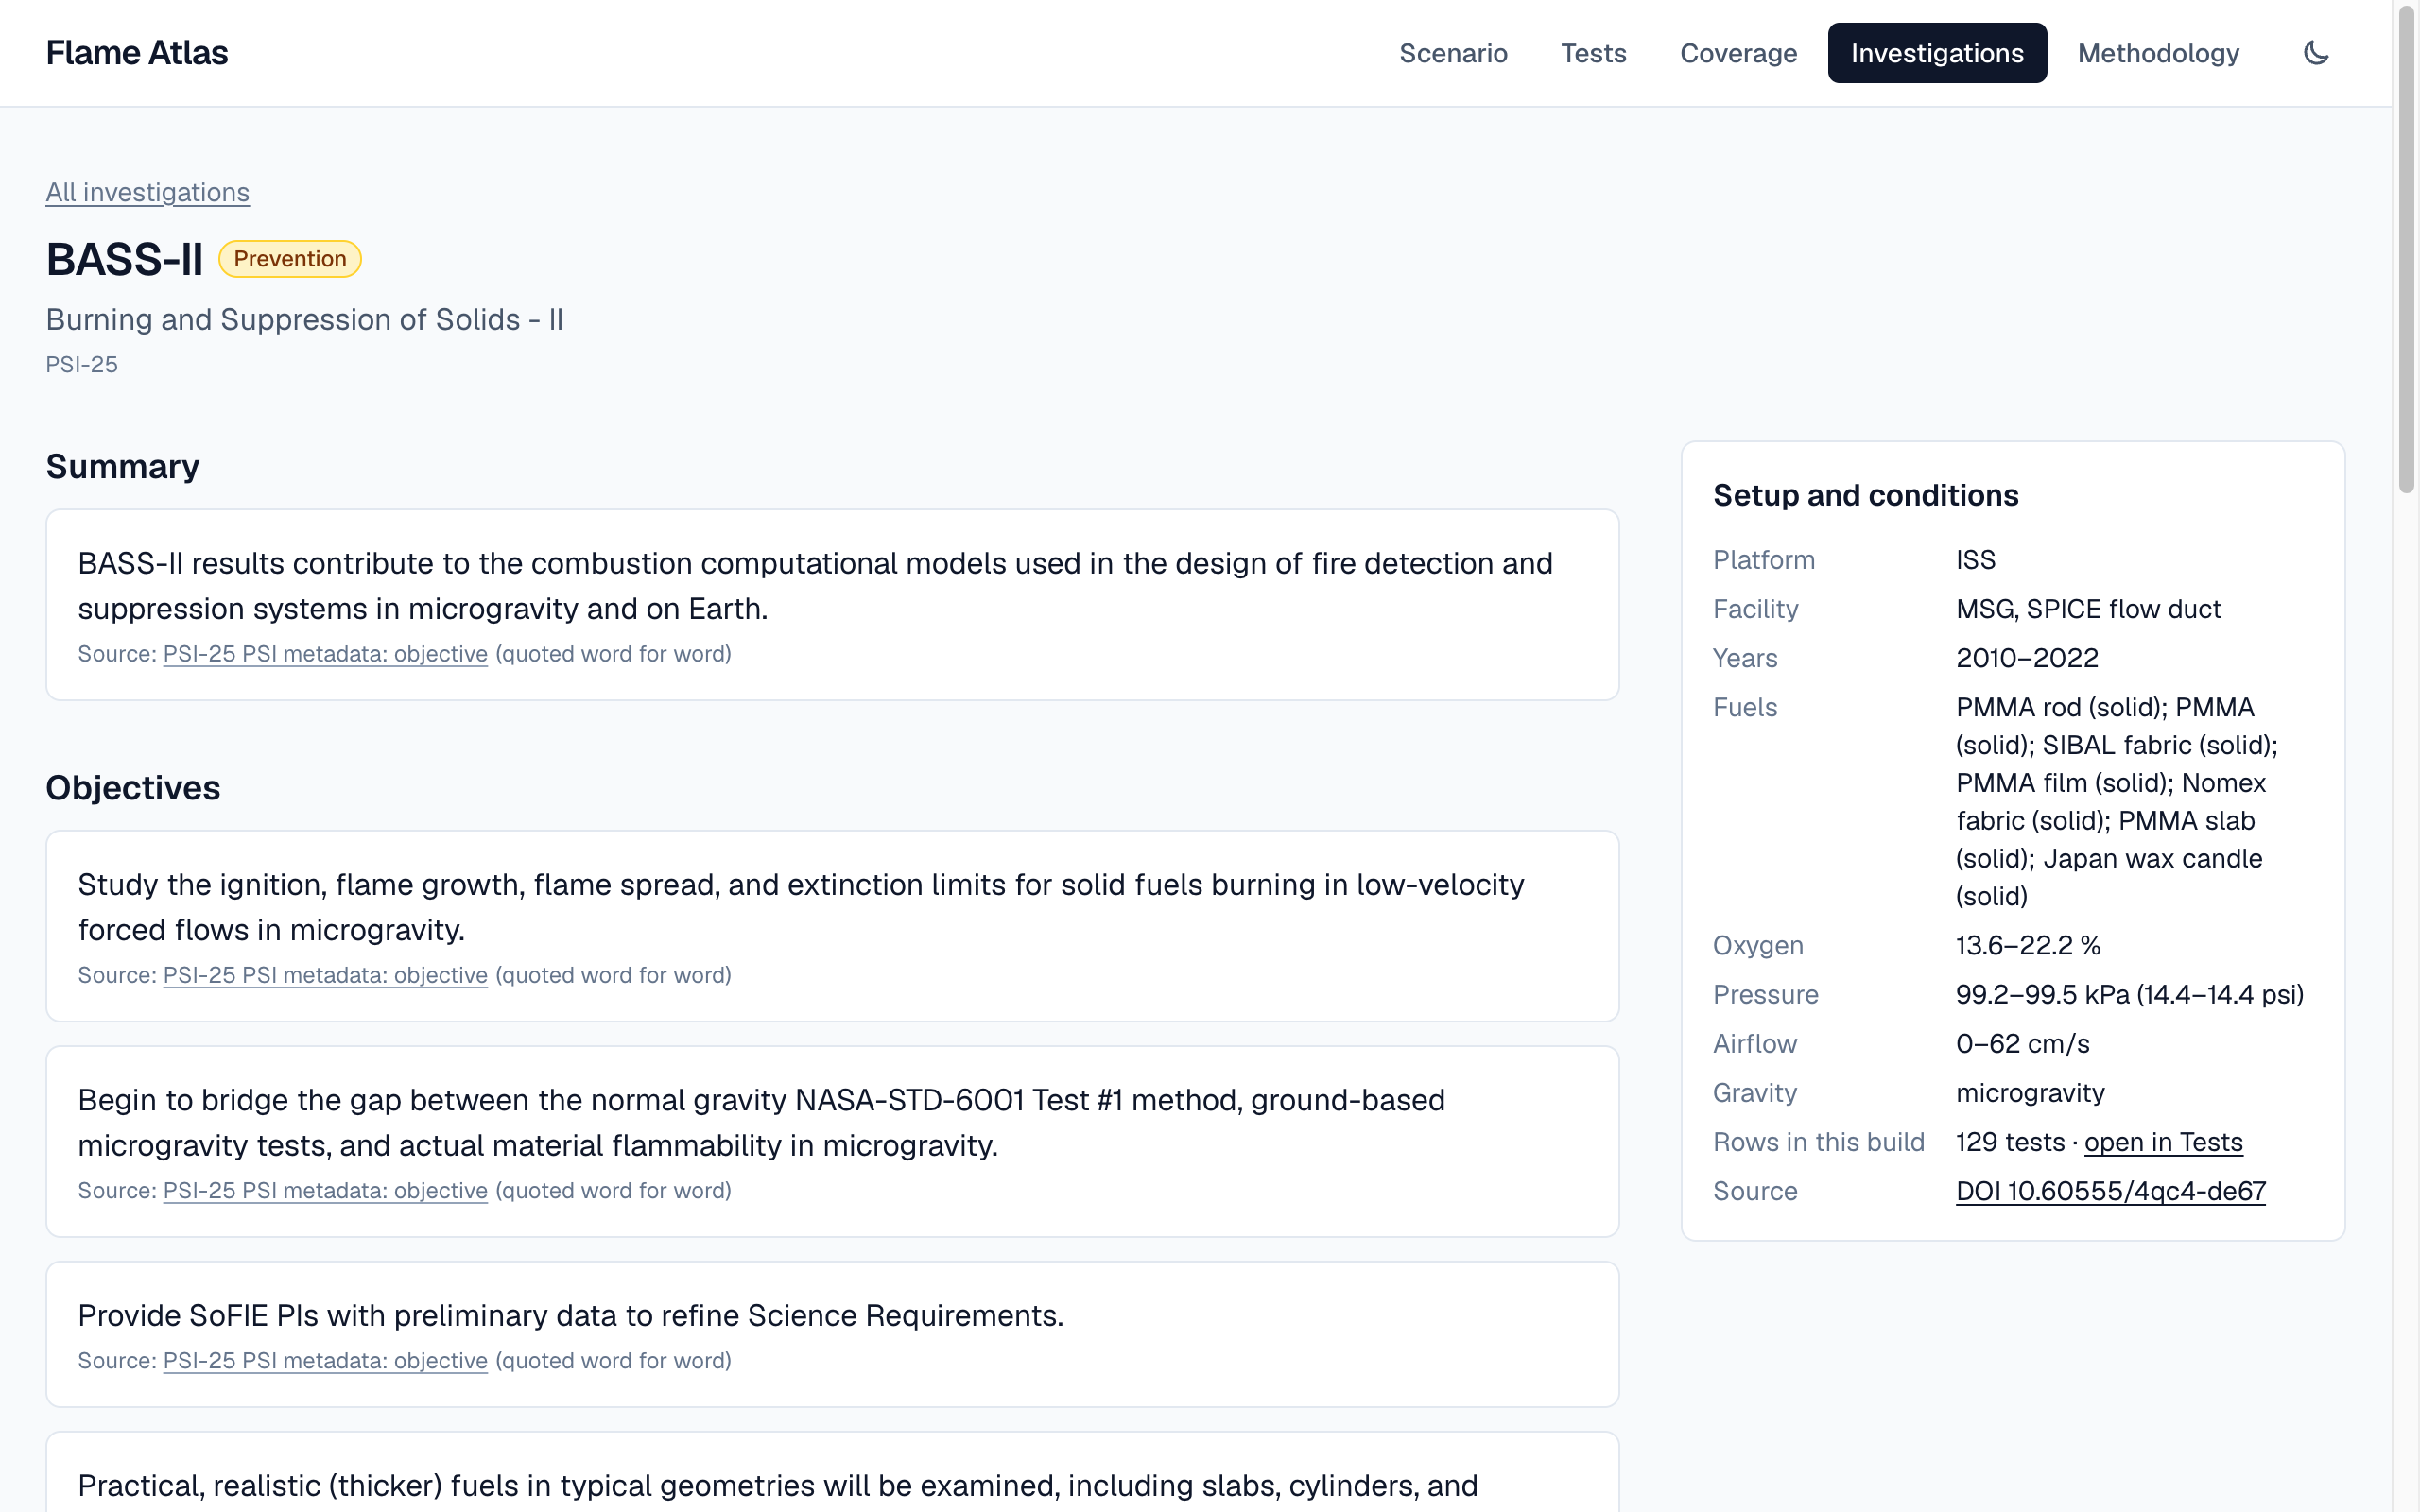 Flame Atlas
Scenario
Tests
Coverage
Investigations
Methodology
All investigations
BASS-II
Prevention
Burning and Suppression of Solids - II
PSI-25
Summary
BASS-II results contribute to the combustion computational models used in the design of fire detection and
suppression systems in microgravity and on Earth.
Source: PSI-25 PSI metadata: objective (quoted word for word)
Objectives
Study the ignition, flame growth, flame spread, and extinction limits for solid fuels burning in low-velocity
forced flows in microgravity.
Source: PSI-25 PSI metadata: objective (quoted word for word)
Begin to bridge the gap between the normal gravity NASA-STD-6001 Test #1 method, ground-based
microgravity tests, and actual material flammability in microgravity.
Source: PSI-25 PSI metadata: objective (quoted word for word)
Provide SoFIE PIs with preliminary data to refine Science Requirements.
Source: PSI-25 PSI metadata: objective (quoted word for word)
Practical, realistic (thicker) fuels in typical geometries will be examined, including slabs, cylinders, and
Setup and conditions
Platform ISS
Facility MSG, SPICE flow duct
Years 2010–2022
Fuels PMMA rod (solid); PMMA
(solid); SIBAL fabric (solid);
PMMA film (solid); Nomex
fabric (solid); PMMA slab
(solid); Japan wax candle
(solid)
Oxygen 13.6–22.2 %
Pressure 99.2–99.5 kPa (14.4–14.4 psi)
Airflow 0–62 cm/s
Gravity microgravity
Rows in this build 129 tests · open in Tests
Source DOI 10.60555/4qc4-de67